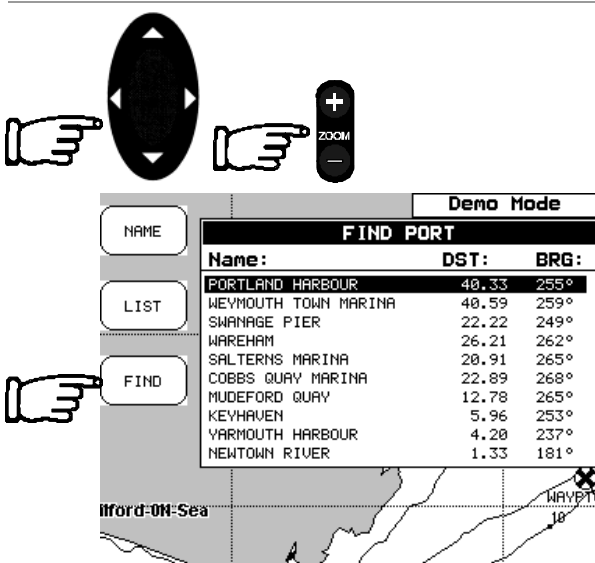 +
ZOOM
−
Demo Mode
NAME
FIND PORT
Name: DST: BRG:
PORTLAND HARBOUR 40.33 255°
WEYMOUTH TOWN MARINA 40.59 259°
LIST
SWANAGE PIER 22.22 249°
WAREHAM 26.21 262°
SALTERNS MARINA 20.91 265°
FIND
COBBS QUAY MARINA 22.89 268°
MUDEFORD QUAY 12.78 265°
KEYHAVEN 5.96 253°
YARMOUTH HARBOUR 4.20 237°
NEWTOWN RIVER 1.33 181°
WAYPT
ilford-ON-Sea
10